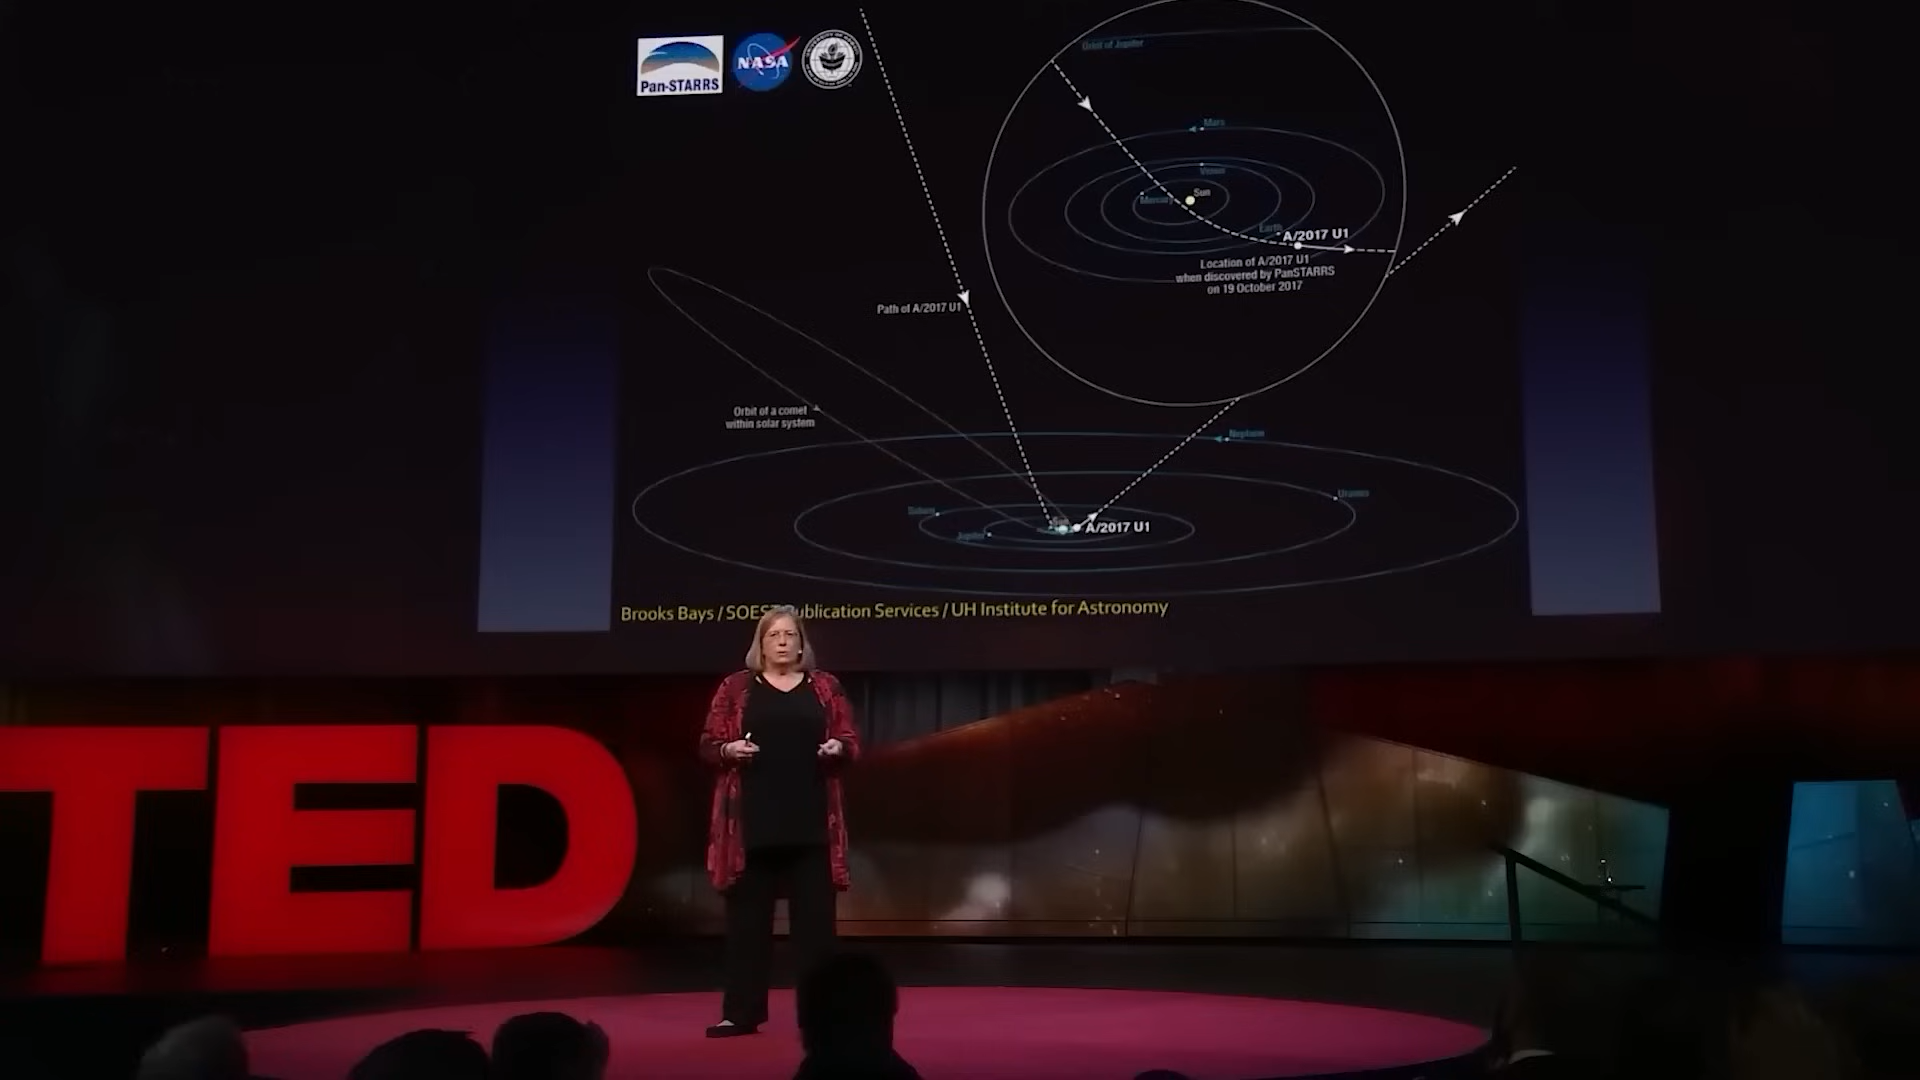 Pan-STARRS
NASA
Orbit of Jupiter
Mars
Venus
Sun
Mercury
Earth
A/2017 U1
Location of A/2017 U1
when discovered by PanSTARRS
on 19 October 2017
Path of A/2017 U1
Orbit of a comet
within solar system
Neptune
Uranus
Saturn
Sun
Jupiter
A/2017 U1
Brooks Bays / SOEST Publication Services / UH Institute for Astronomy
TED